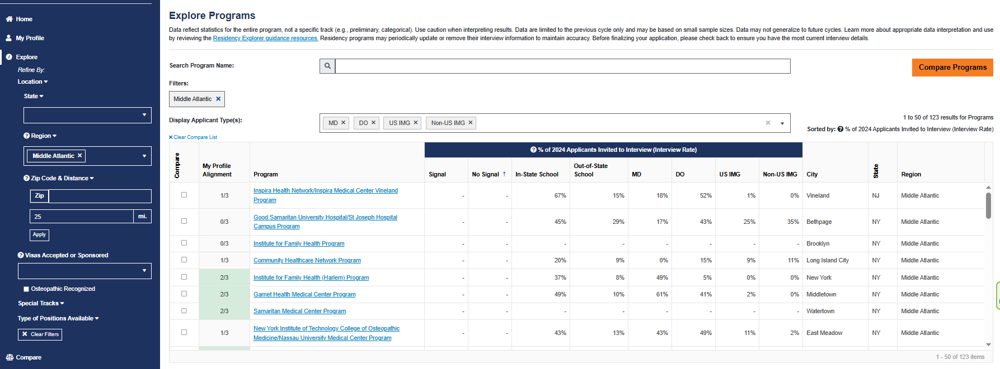 Home
My Profile
Explore
Refine By:
Location
State
Region
Middle Atlantic ×
Zip Code & Distance
Zip
25 mi.
Apply
Visas Accepted or Sponsored
Osteopathic Recognized
Special Tracks
Type of Positions Available
× Clear Filters
Compare
Explore Programs
Data reflect statistics for the entire program, not a specific track (e.g., preliminary, categorical). Use caution when interpreting results. Data are limited to the previous cycle only and may be based on small sample sizes. Data may not generalize to future cycles. Learn more about appropriate data interpretation and use
by reviewing the Residency Explorer guidance resources. Residency programs may periodically update or remove their interview information to maintain accuracy. Before finalizing your application, please check back to ensure you have the most current interview details.
Search Program Name:
Compare Programs
Filters:
Middle Atlantic ×
Display Applicant Type(s):
MD × DO × US IMG × Non-US IMG × ×
1 to 50 of 123 results for Programs
Sorted by: % of 2024 Applicants Invited to Interview (Interview Rate)
× Clear Compare List
% of 2024 Applicants Invited to Interview (Interview Rate)
Compare
My Profile
Alignment
Program
Signal
No Signal ↑
In-State School
Out-of-State
School
MD
DO
US IMG
Non-US IMG
City
State
Region
1/3 Inspira Health Network/Inspira Medical Center Vineland
Program
- - 67% 15% 18% 52% 1% 0% Vineland NJ Middle Atlantic
0/3 Good Samaritan University Hospital/St Joseph Hospital
Campus Program
- - 45% 29% 17% 43% 25% 35% Bethpage NY Middle Atlantic
0/3 Institute for Family Health Program - - - - - - - - Brooklyn NY Middle Atlantic
1/3 Community Healthcare Network Program - - 20% 9% 0% 15% 9% 11% Long Island City NY Middle Atlantic
2/3 Institute for Family Health (Harlem) Program - - 37% 8% 49% 5% 0% 0% New York NY Middle Atlantic
2/3 Garnet Health Medical Center Program - - 49% 10% 61% 41% 2% 0% Middletown NY Middle Atlantic
2/3 Samaritan Medical Center Program - - - - - - - - Watertown NY Middle Atlantic
1/3 New York Institute of Technology College of Osteopathic
Medicine/Nassau University Medical Center Program
- - 43% 13% 43% 49% 11% 2% East Meadow NY Middle Atlantic
1 - 50 of 123 items